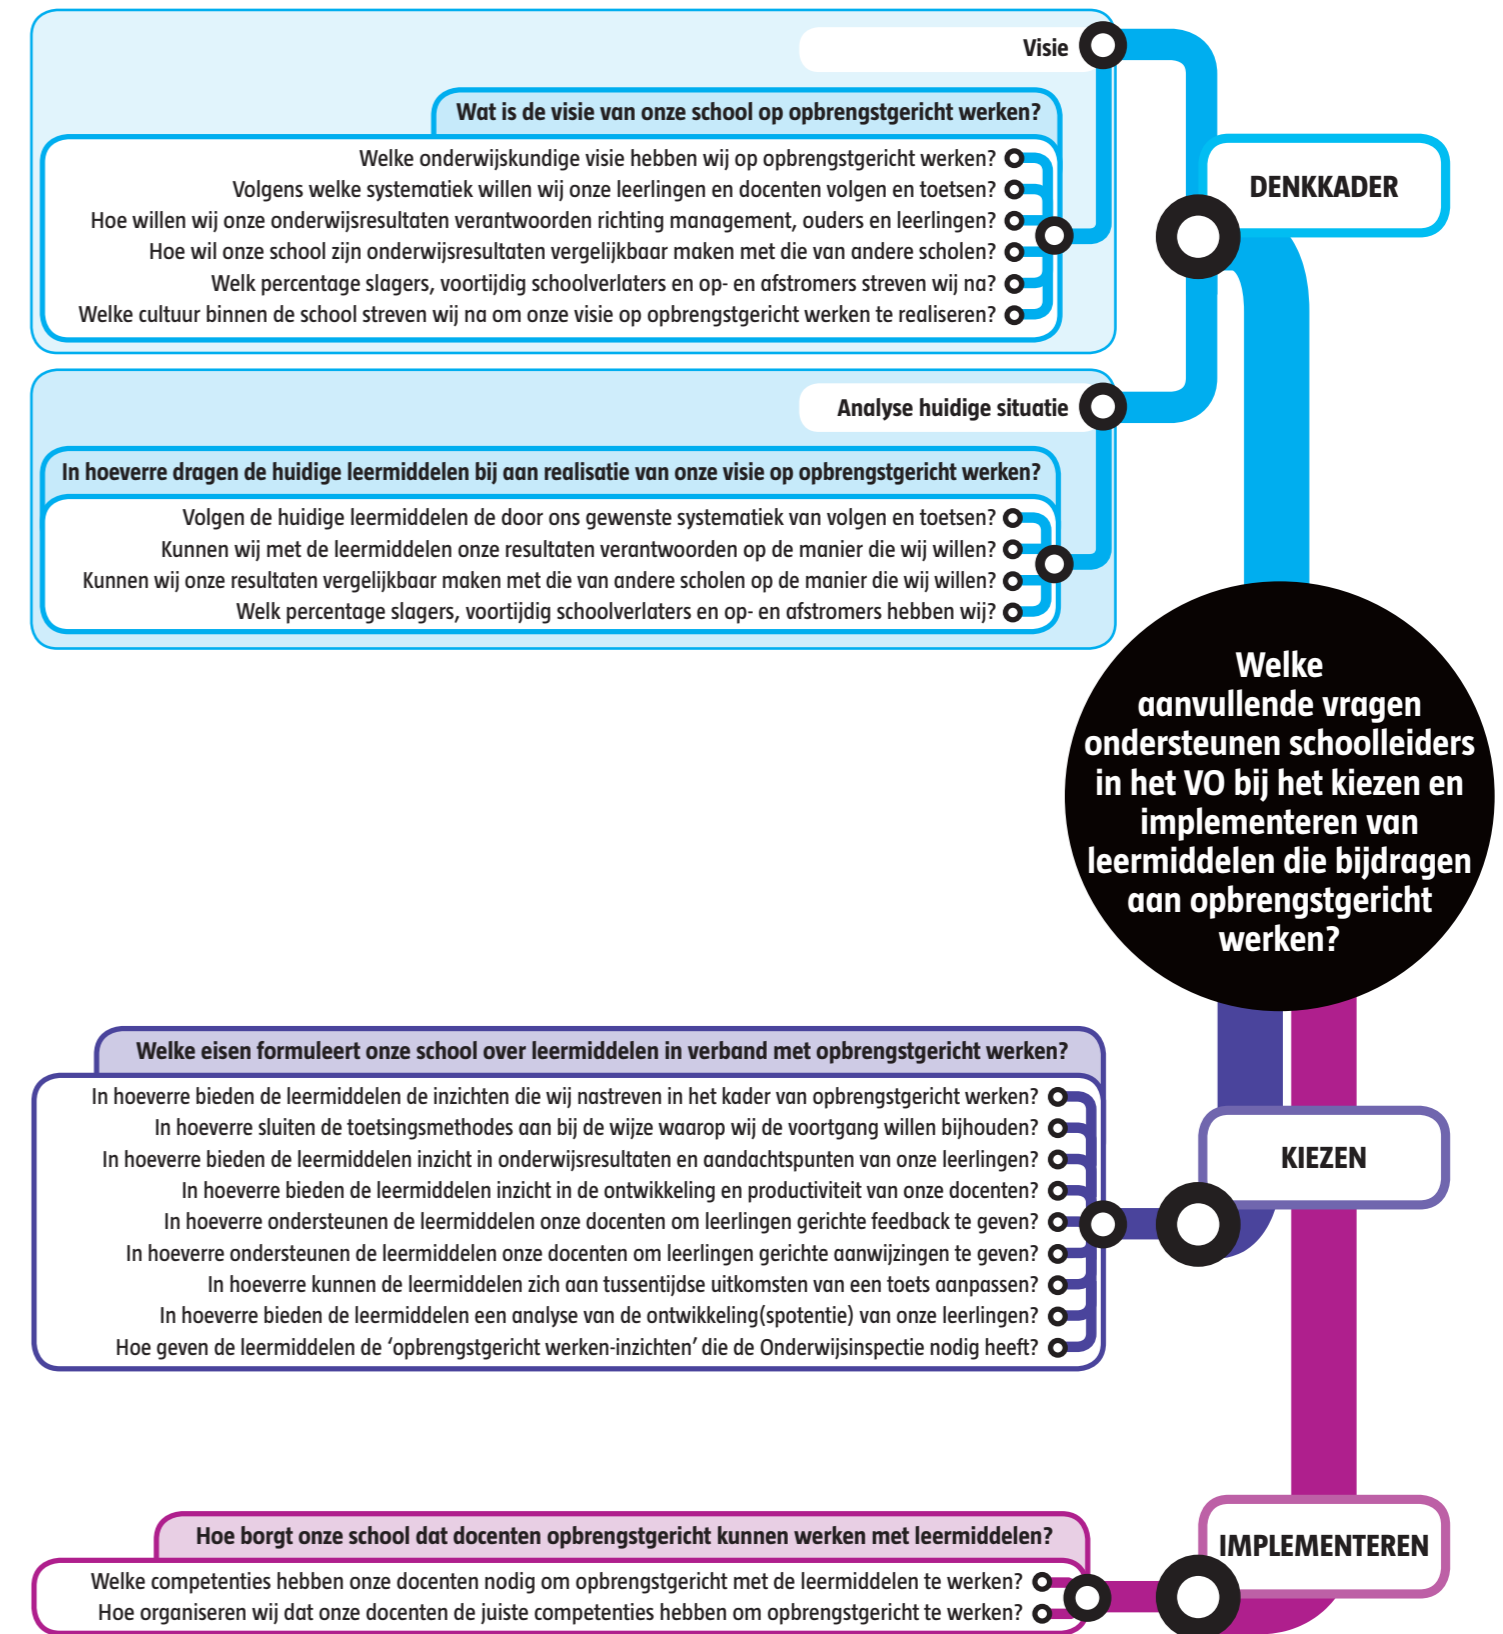 Visie
Wat is de visie van onze school op opbrengstgericht werken?
Welke onderwijskundige visie hebben wij op opbrengstgericht werken?
Volgens welke systematiek willen wij onze leerlingen en docenten volgen en toetsen?
Hoe willen wij onze onderwijsresultaten verantwoorden richting management, ouders en leerlingen?
Hoe wil onze school zijn onderwijsresultaten vergelijkbaar maken met die van andere scholen?
Welk percentage slagers, voortijdig schoolverlaters en op- en afstromers streven wij na?
Welke cultuur binnen de school streven wij na om onze visie op opbrengstgericht werken te realiseren?
DENKKADER
Analyse huidige situatie
In hoeverre dragen de huidige leermiddelen bij aan realisatie van onze visie op opbrengstgericht werken?
Volgen de huidige leermiddelen de door ons gewenste systematiek van volgen en toetsen?
Kunnen wij met de leermiddelen onze resultaten verantwoorden op de manier die wij willen?
Kunnen wij onze resultaten vergelijkbaar maken met die van andere scholen op de manier die wij willen?
Welk percentage slagers, voortijdig schoolverlaters en op- en afstromers hebben wij?
Welke
aanvullende vragen
ondersteunen schoolleiders
in het VO bij het kiezen en
implementeren van
leermiddelen die bijdragen
aan opbrengstgericht
werken?
Welke eisen formuleert onze school over leermiddelen in verband met opbrengstgericht werken?
In hoeverre bieden de leermiddelen de inzichten die wij nastreven in het kader van opbrengstgericht werken?
In hoeverre sluiten de toetsingsmethodes aan bij de wijze waarop wij de voortgang willen bijhouden?
In hoeverre bieden de leermiddelen inzicht in onderwijsresultaten en aandachtspunten van onze leerlingen?
In hoeverre bieden de leermiddelen inzicht in de ontwikkeling en productiviteit van onze docenten?
In hoeverre ondersteunen de leermiddelen onze docenten om leerlingen gerichte feedback te geven?
In hoeverre ondersteunen de leermiddelen onze docenten om leerlingen gerichte aanwijzingen te geven?
In hoeverre kunnen de leermiddelen zich aan tussentijdse uitkomsten van een toets aanpassen?
In hoeverre bieden de leermiddelen een analyse van de ontwikkeling(spotentie) van onze leerlingen?
Hoe geven de leermiddelen de ‘opbrengstgericht werken-inzichten’ die de Onderwijsinspectie nodig heeft?
KIEZEN
Hoe borgt onze school dat docenten opbrengstgericht kunnen werken met leermiddelen?
Welke competenties hebben onze docenten nodig om opbrengstgericht met de leermiddelen te werken?
Hoe organiseren wij dat onze docenten de juiste competenties hebben om opbrengstgericht te werken?
IMPLEMENTEREN